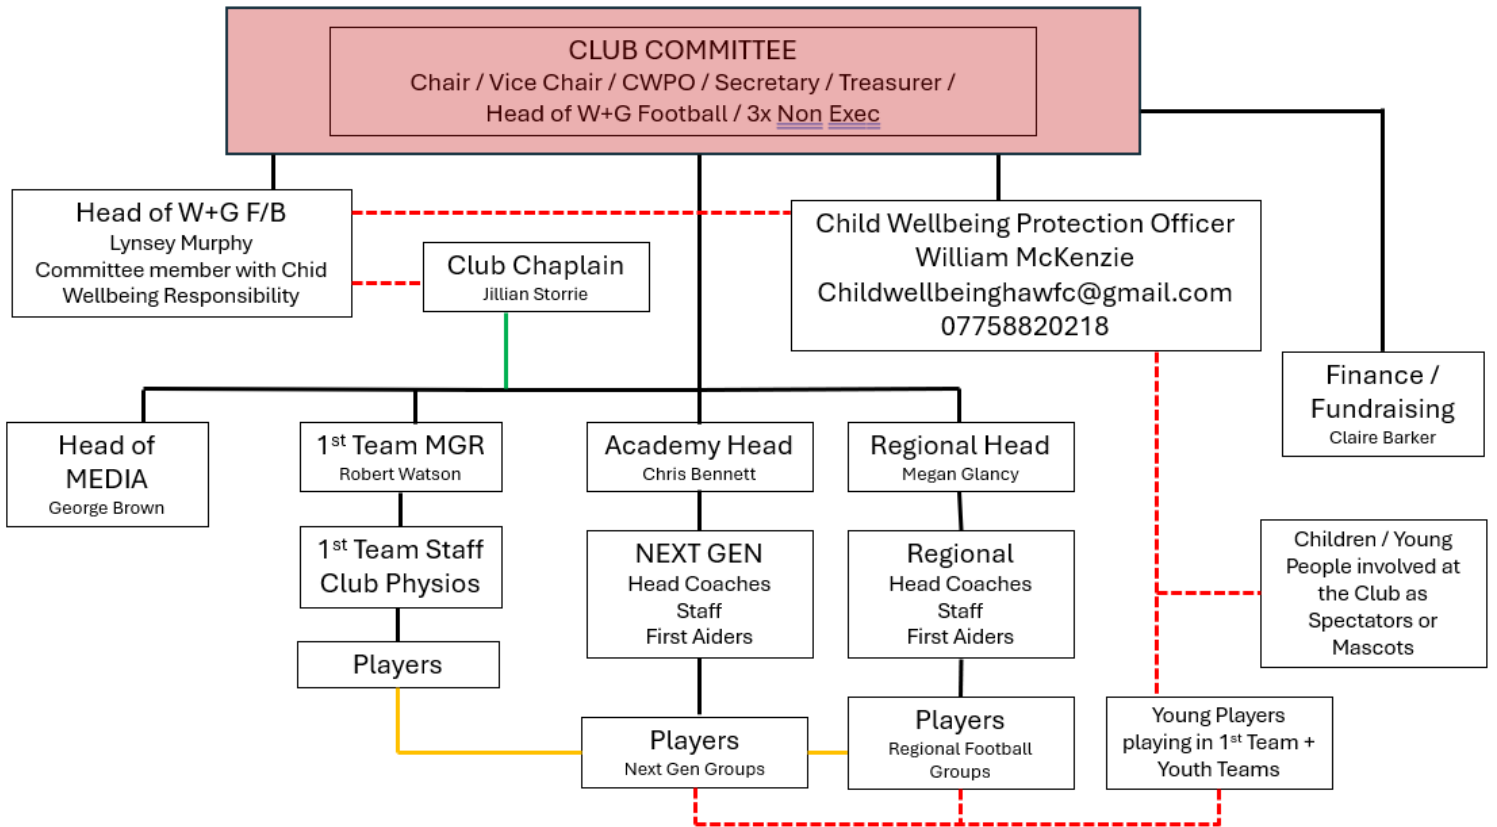 CLUB COMMITTEE
Chair / Vice Chair / CWPO / Secretary / Treasurer /
Head of W+G Football / 3x Non Exec
Head of W+G F/B
Lynsey Murphy
Committee member with Chid
Wellbeing Responsibility
Club Chaplain
Jillian Storrie
Child Wellbeing Protection Officer
William McKenzie
Childwellbeinghawfc@gmail.com
07758820218
Finance /
Fundraising
Claire Barker
Head of
MEDIA
George Brown
1st Team MGR
Robert Watson
Academy Head
Chris Bennett
Regional Head
Megan Glancy
1st Team Staff
Club Physios
NEXT GEN
Head Coaches
Staff
First Aiders
Regional
Head Coaches
Staff
First Aiders
Children / Young
People involved at
the Club as
Spectators or
Mascots
Players
Players
Next Gen Groups
Players
Regional Football
Groups
Young Players
playing in 1st Team +
Youth Teams